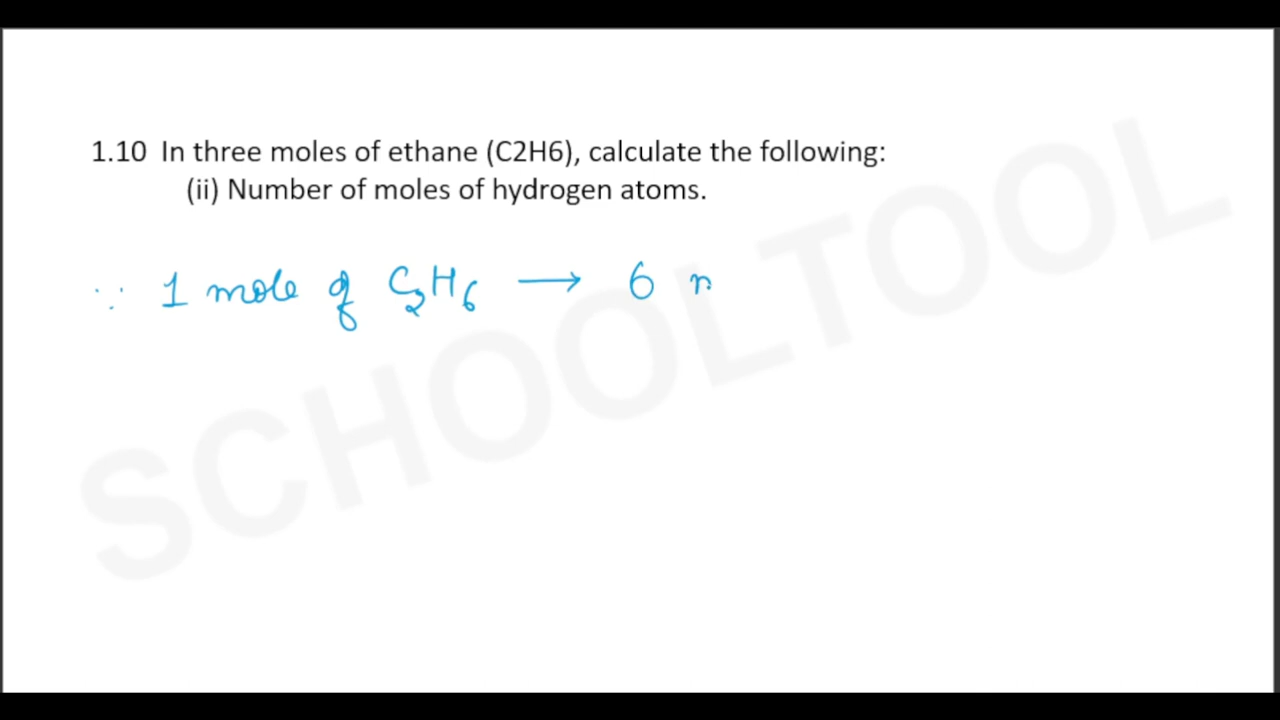 1.10 In three moles of ethane (C2H6), calculate the following:
(ii) Number of moles of hydrogen atoms.
∵ 1 mole of C₂H₆ → 6
SCHOOLTOOL